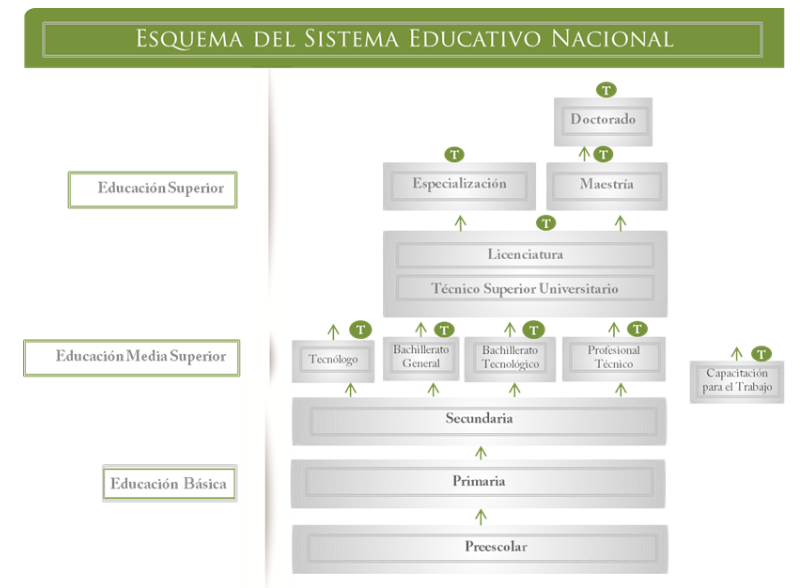 ESQUEMA DEL SISTEMA EDUCATIVO NACIONAL
T
Doctorado
T
T
Educación Superior
Especialización
Maestría
T
Licenciatura
Técnico Superior Universitario
T
T
T
T
Educación Media Superior
Tecnólogo
Bachillerato
General
Bachillerato
Tecnológico
Profesional
Técnico
T
Capacitación
para el Trabajo
Secundaria
Educación Básica
Primaria
Preescolar